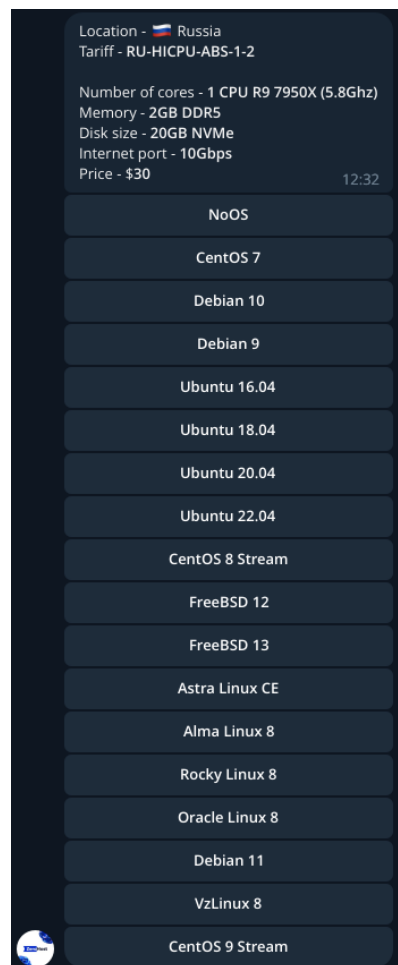 Location - 🇷🇺 Russia
Tariff - RU-HICPU-ABS-1-2
Number of cores - 1 CPU R9 7950X (5.8Ghz)
Memory - 2GB DDR5
Disk size - 20GB NVMe
Internet port - 10Gbps
Price - $30
12:32
NoOS
CentOS 7
Debian 10
Debian 9
Ubuntu 16.04
Ubuntu 18.04
Ubuntu 20.04
Ubuntu 22.04
CentOS 8 Stream
FreeBSD 12
FreeBSD 13
Astra Linux CE
Alma Linux 8
Rocky Linux 8
Oracle Linux 8
Debian 11
VzLinux 8
CentOS 9 Stream